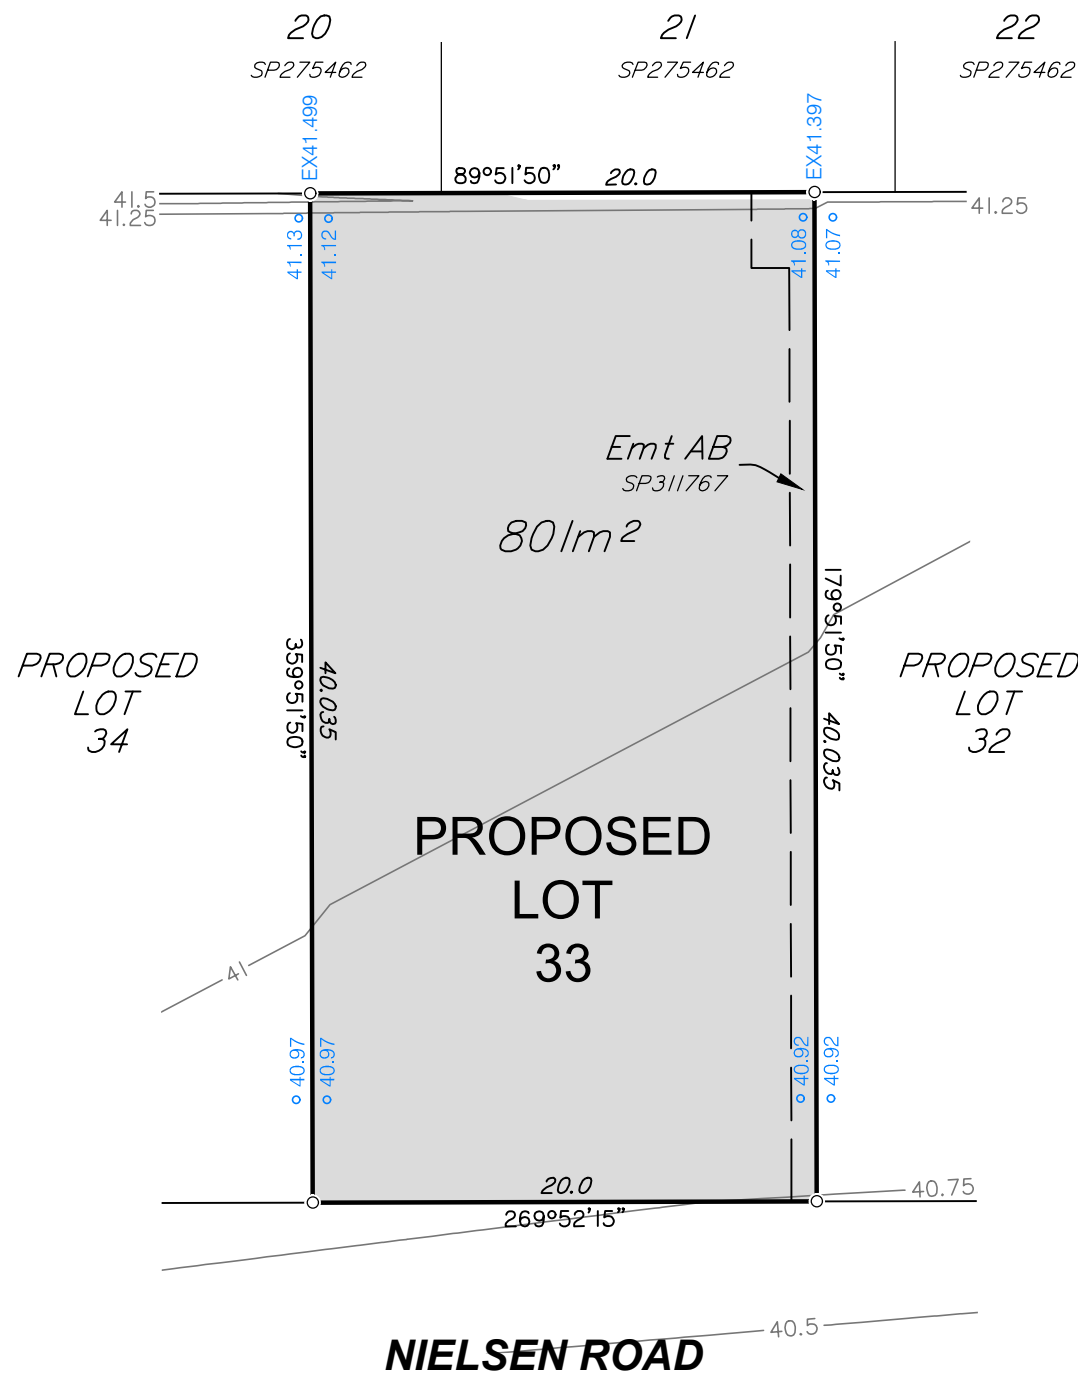 20
21
22
SP275462
SP275462
SP275462
EX41.499
EX41.397
89°51'50"
20.0
41.5
41.25
41.25
41.13
41.12
41.08
41.07
Emt AB
SP311767
801m²
179°51'50"
40.035
359°51'50"
40.035
PROPOSED
LOT
34
PROPOSED
LOT
32
PROPOSED
LOT
33
41
40.97
40.97
40.92
40.92
20.0
269°52'15"
40.75
40.5
NIELSEN ROAD